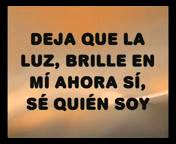 DEJA QUE LA
LUZ, BRILLE EN
MÍ AHORA SÍ,
SÉ QUIÉN SOY